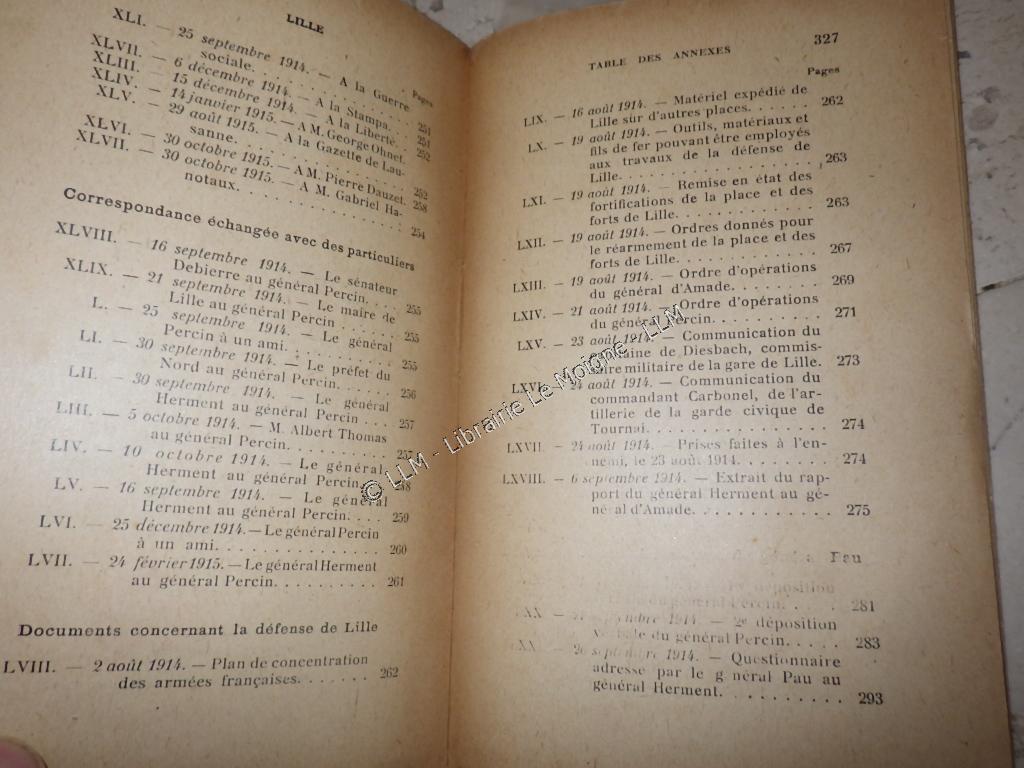 LILLE
Pages
XLI. — 25 septembre 1914. — A la Guerre
sociale. . . . . . . . . . . . 251
XLVII. — 6 décembre 1914. — A la Stampa. . 251
XLIII. — 15 décembre 1914. — A la Liberté. . 252
XLIV. — 14 janvier 1915. — A M. George Ohnet.
XLV. — 29 août 1915. — A la Gazette de Lau-
sanne. . . . . . . . . . . . 252
XLVI. — 30 octobre 1915. — A M. Pierre Dauzet. 258
XLVII. — 30 octobre 1915. — A M. Gabriel Ha-
notaux. . . . . . . . . . . . 254
Correspondance échangée avec des particuliers
XLVIII. — 16 septembre 1914. — Le sénateur
Debierre au général Percin. . . . 255
XLIX. — 21 septembre 1914. — Le maire de
Lille au général Percin . . . . . 255
L. — 25 septembre 1914. — Le général
Percin à un ami. . . . . . . . . 255
LI. — 30 septembre 1914. — Le préfet du
Nord au général Percin. . . . . 256
LII. — 30 septembre 1914. — Le général
Herment au général Percin . . . 257
LIII. — 5 octobre 1914. — M. Albert Thomas
au général Percin. . . . . . . .
LIV. — 10 octobre 1914. — Le général
Herment au général Percin. . . .
LV. — 16 septembre 1914. — Le général
Herment au général Percin. . . . 259
LVI. — 25 décembre 1914. — Le général Percin
à un ami. . . . . . . . . . . . . . 260
LVII. — 24 février 1915. — Le général Herment
au général Percin. . . . . . . . . . 261
Documents concernant la défense de Lille
LVIII. — 2 août 1914. — Plan de concentration
des armées françaises. . . . . . . 262
TABLE DES ANNEXES 327
Pages
LIX. — 16 août 1914. — Matériel expédié de
Lille sur d'autres places. . . . . . . 262
LX. — 19 août 1914. — Outils, matériaux et
fils de fer pouvant être employés
aux travaux de la défense de
Lille. . . . . . . . . . . . . . . . . 263
LXI. — 19 août 1914. — Remise en état des
fortifications de la place et des
forts de Lille. . . . . . . . . . . . 263
LXII. — 19 août 1914. — Ordres donnés pour
le réarmement de la place et des
forts de Lille. . . . . . . . . . . . 267
LXIII. — 19 août 1914. — Ordre d'opérations
du général d'Amade. . . . . . . . . 269
LXIV. — 21 août 1914. — Ordre d'opérations
du général Percin. . . . . . . . . . 271
LXV. — 23 août 1914. — Communication du
de Diesbach, commis-
militaire de la gare de Lille. 273
LXVI. — 24 août 1914. — Communication du
commandant Carbonel, de l'ar-
tillerie de la garde civique de
Tournai. . . . . . . . . . . . . . . 274
LXVII. — 24 août 1914. — Prises faites à l'en-
nemi, le 23 août 1914. . . . . . . . 274
LXVIII. — 6 septembre 1914. — Extrait du rap-
port du général Herment au gé-
néral d'Amade. . . . . . . . . . . . 275
Pau
déposition
du général Percin. . . . . 281
septembre 1914. — 2e déposition
du général Percin. . . . 283
septembre 1914. — Questionnaire
adressé par le général Pau au
général Herment. . . . . . . . . . 293
© LLM - Librairie Le Moigne - LLM